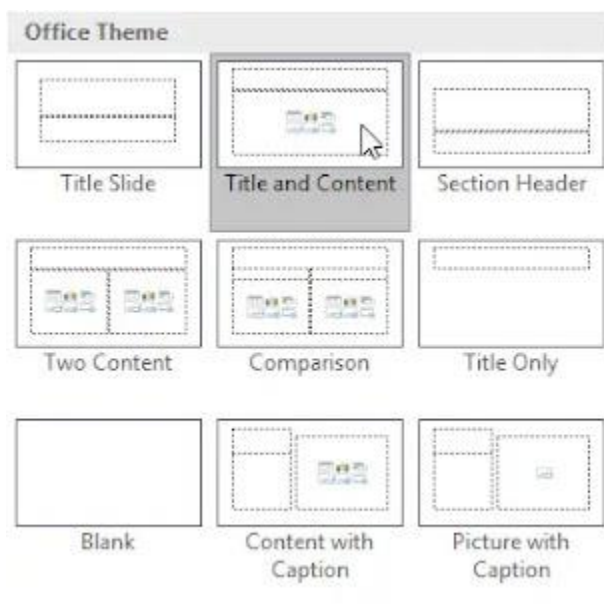 Office Theme
Title Slide
Title and Content
Section Header
Two Content
Comparison
Title Only
Blank
Content with
Caption
Picture with
Caption